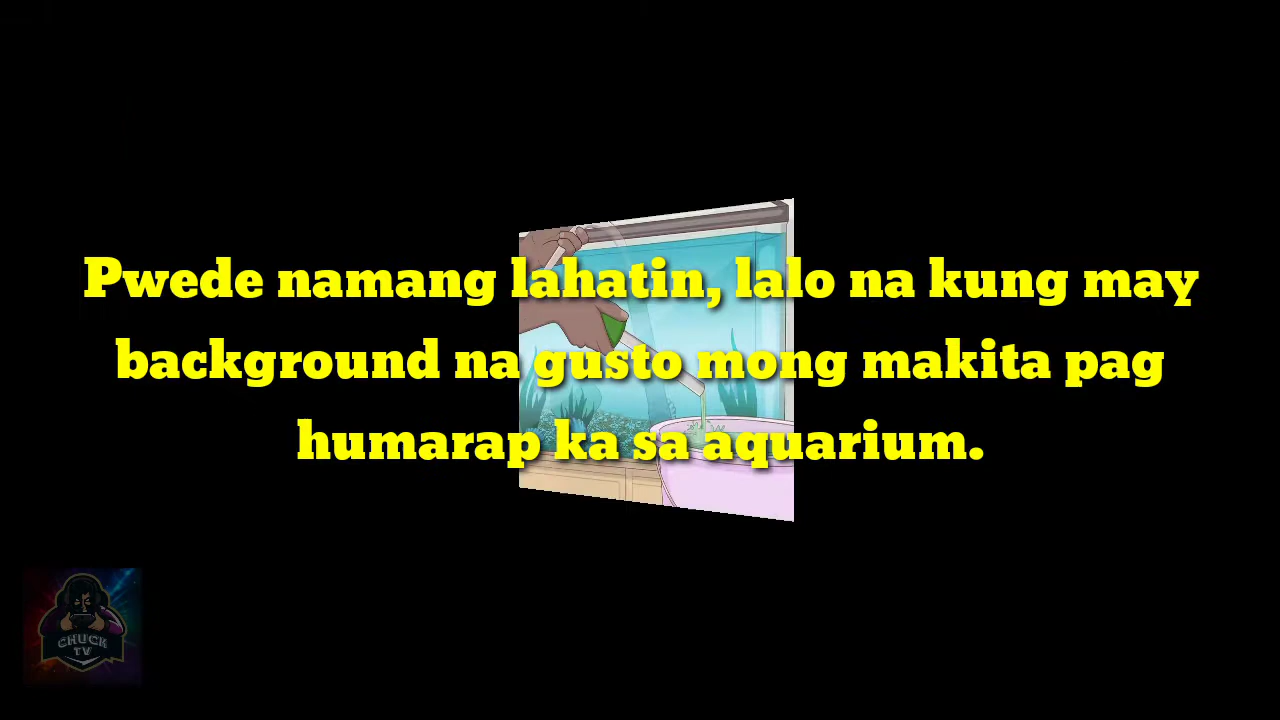 Pwede namang lahatin, lalo na kung may
background na gusto mong makita pag
humarap ka sa aquarium.
CHUCK
TV